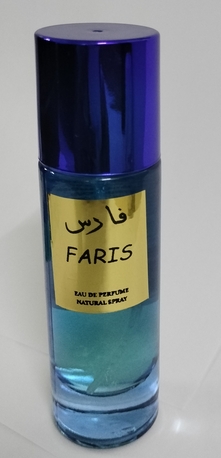 فارس
FARIS
EAU DE PERFUME
NATURAL SPRAY